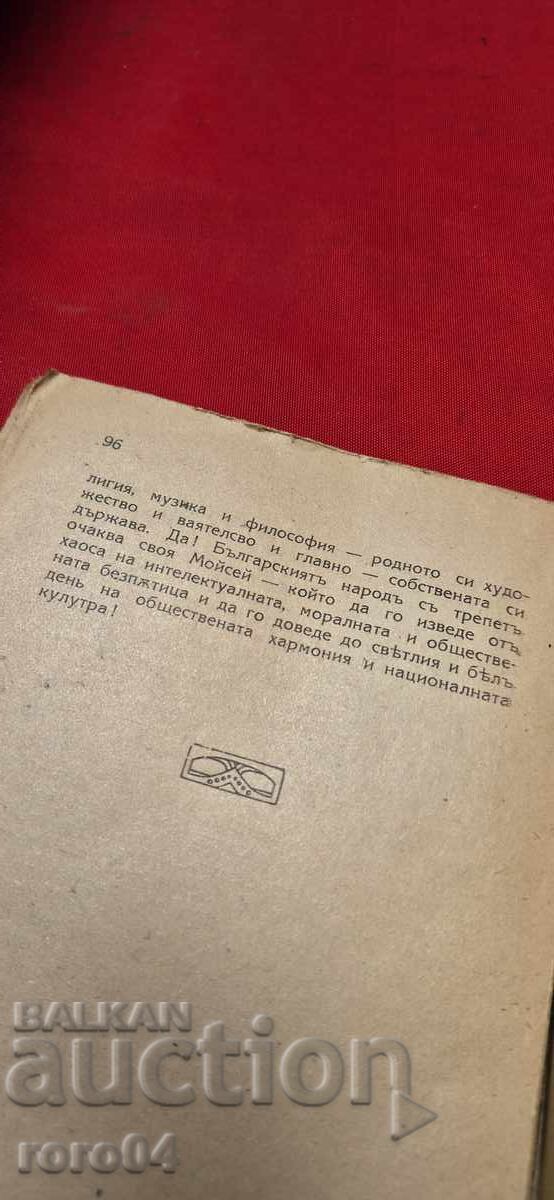 96
лигия, музика и философия — родното си худо-
жество и ваятелсво и главно — собствената си
държава. Да! Българскиятъ народъ съ трепетъ
очаква своя Мойсей — който да го изведе отъ
хаоса на интелектуалната, моралната и обществе-
ната безпѫтица и да го доведе до свѣтлия и бѣлъ
день на обществената хармония и националната
кулутра!
BALKAN
auction
roro04